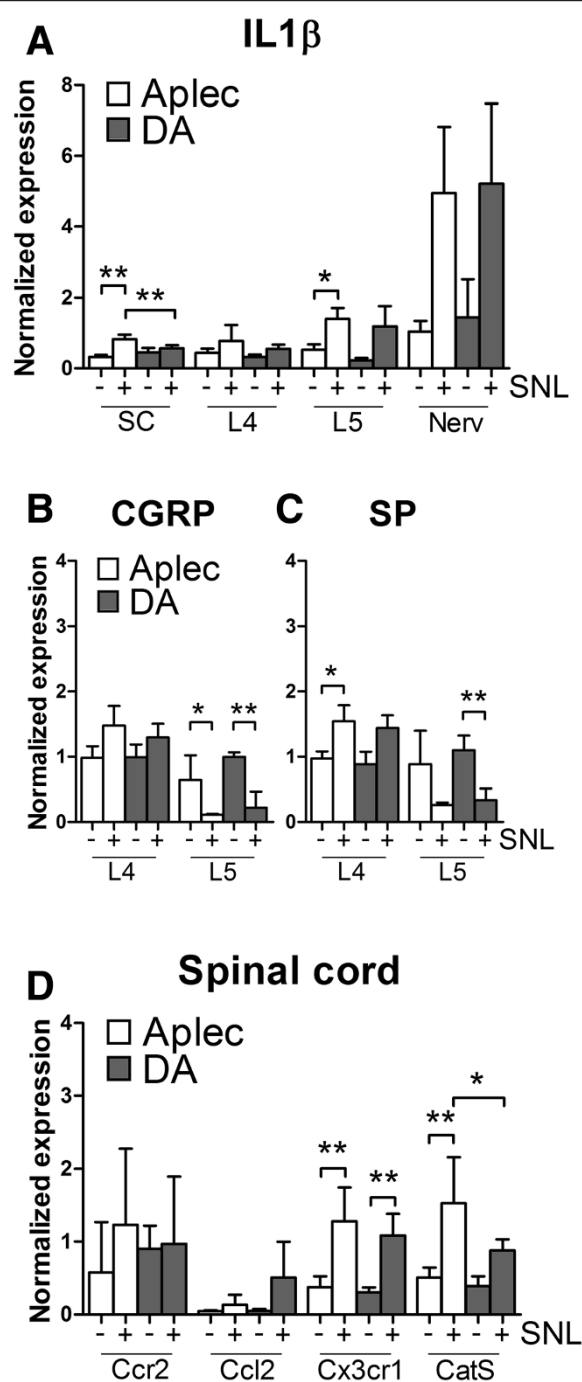 A
IL1β
Normalized expression
8
6
4
2
0
Aplec
DA
**
**
*
- + - + - + - + - + - + - + - + SNL
SC L4 L5 Nerv
B CGRP
Normalized expression
4
3
2
1
0
Aplec
DA
* **
- + - + - + - +
L4 L5
C SP
4
3
2
1
0
*
**
- + - + - + - + SNL
L4 L5
D
Spinal cord
Normalized expression
4
3
2
1
0
Aplec
DA
**
**
**
*
- + - + - + - + - + - + - + - + SNL
Ccr2 Ccl2 Cx3cr1 CatS